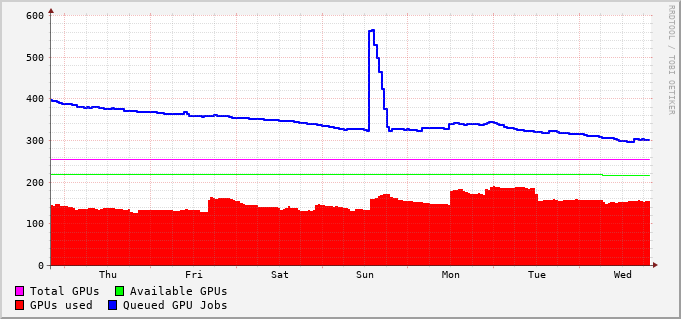 600
500
400
300
200
100
0
Thu Fri Sat Sun Mon Tue Wed
Total GPUs Available GPUs
GPUs used Queued GPU Jobs
RRDTOOL / TOBI OETIKER